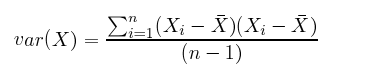 var(X) = \frac{\sum_{i=1}^{n}(X_i - \bar{X})(X_i - \bar{X})}{(n-1)}